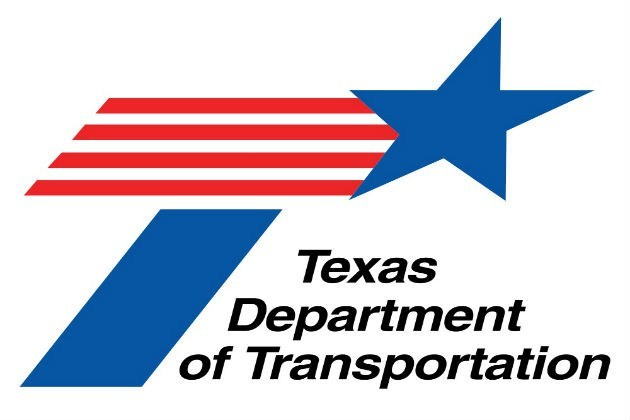 Texas
Department
of Transportation